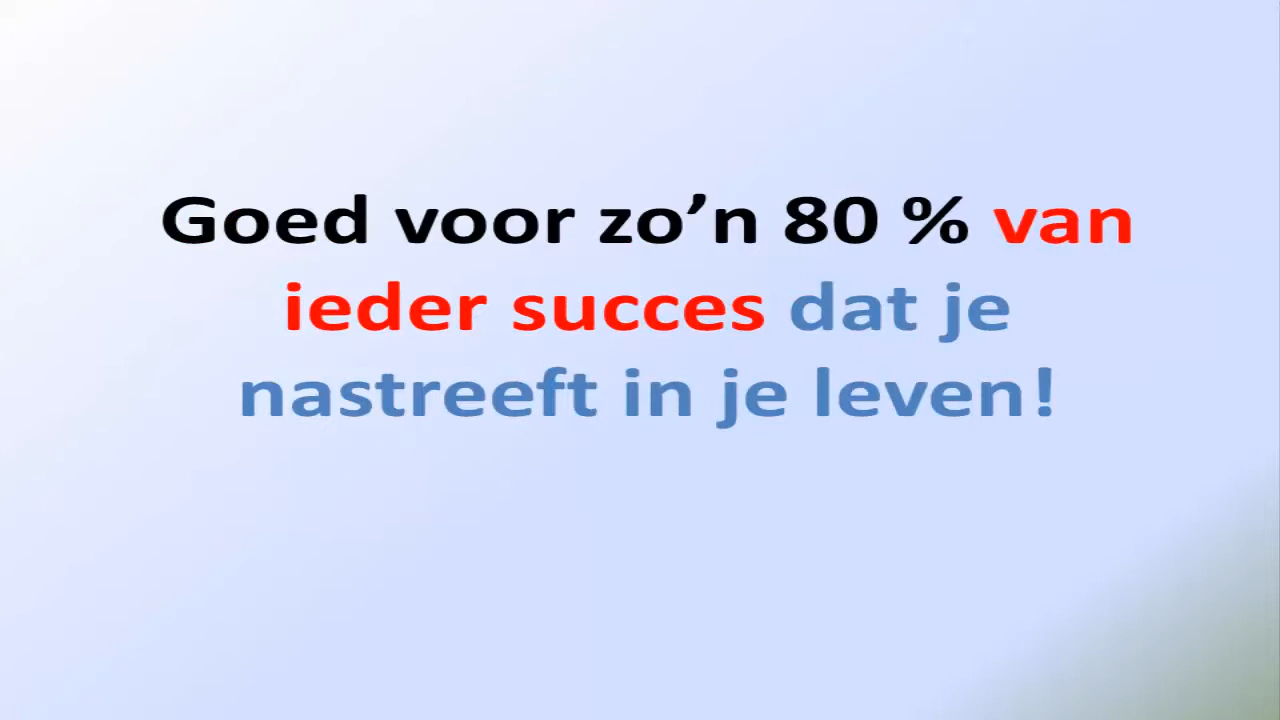 Goed voor zo’n 80 % van
ieder succes dat je
nastreeft in je leven!